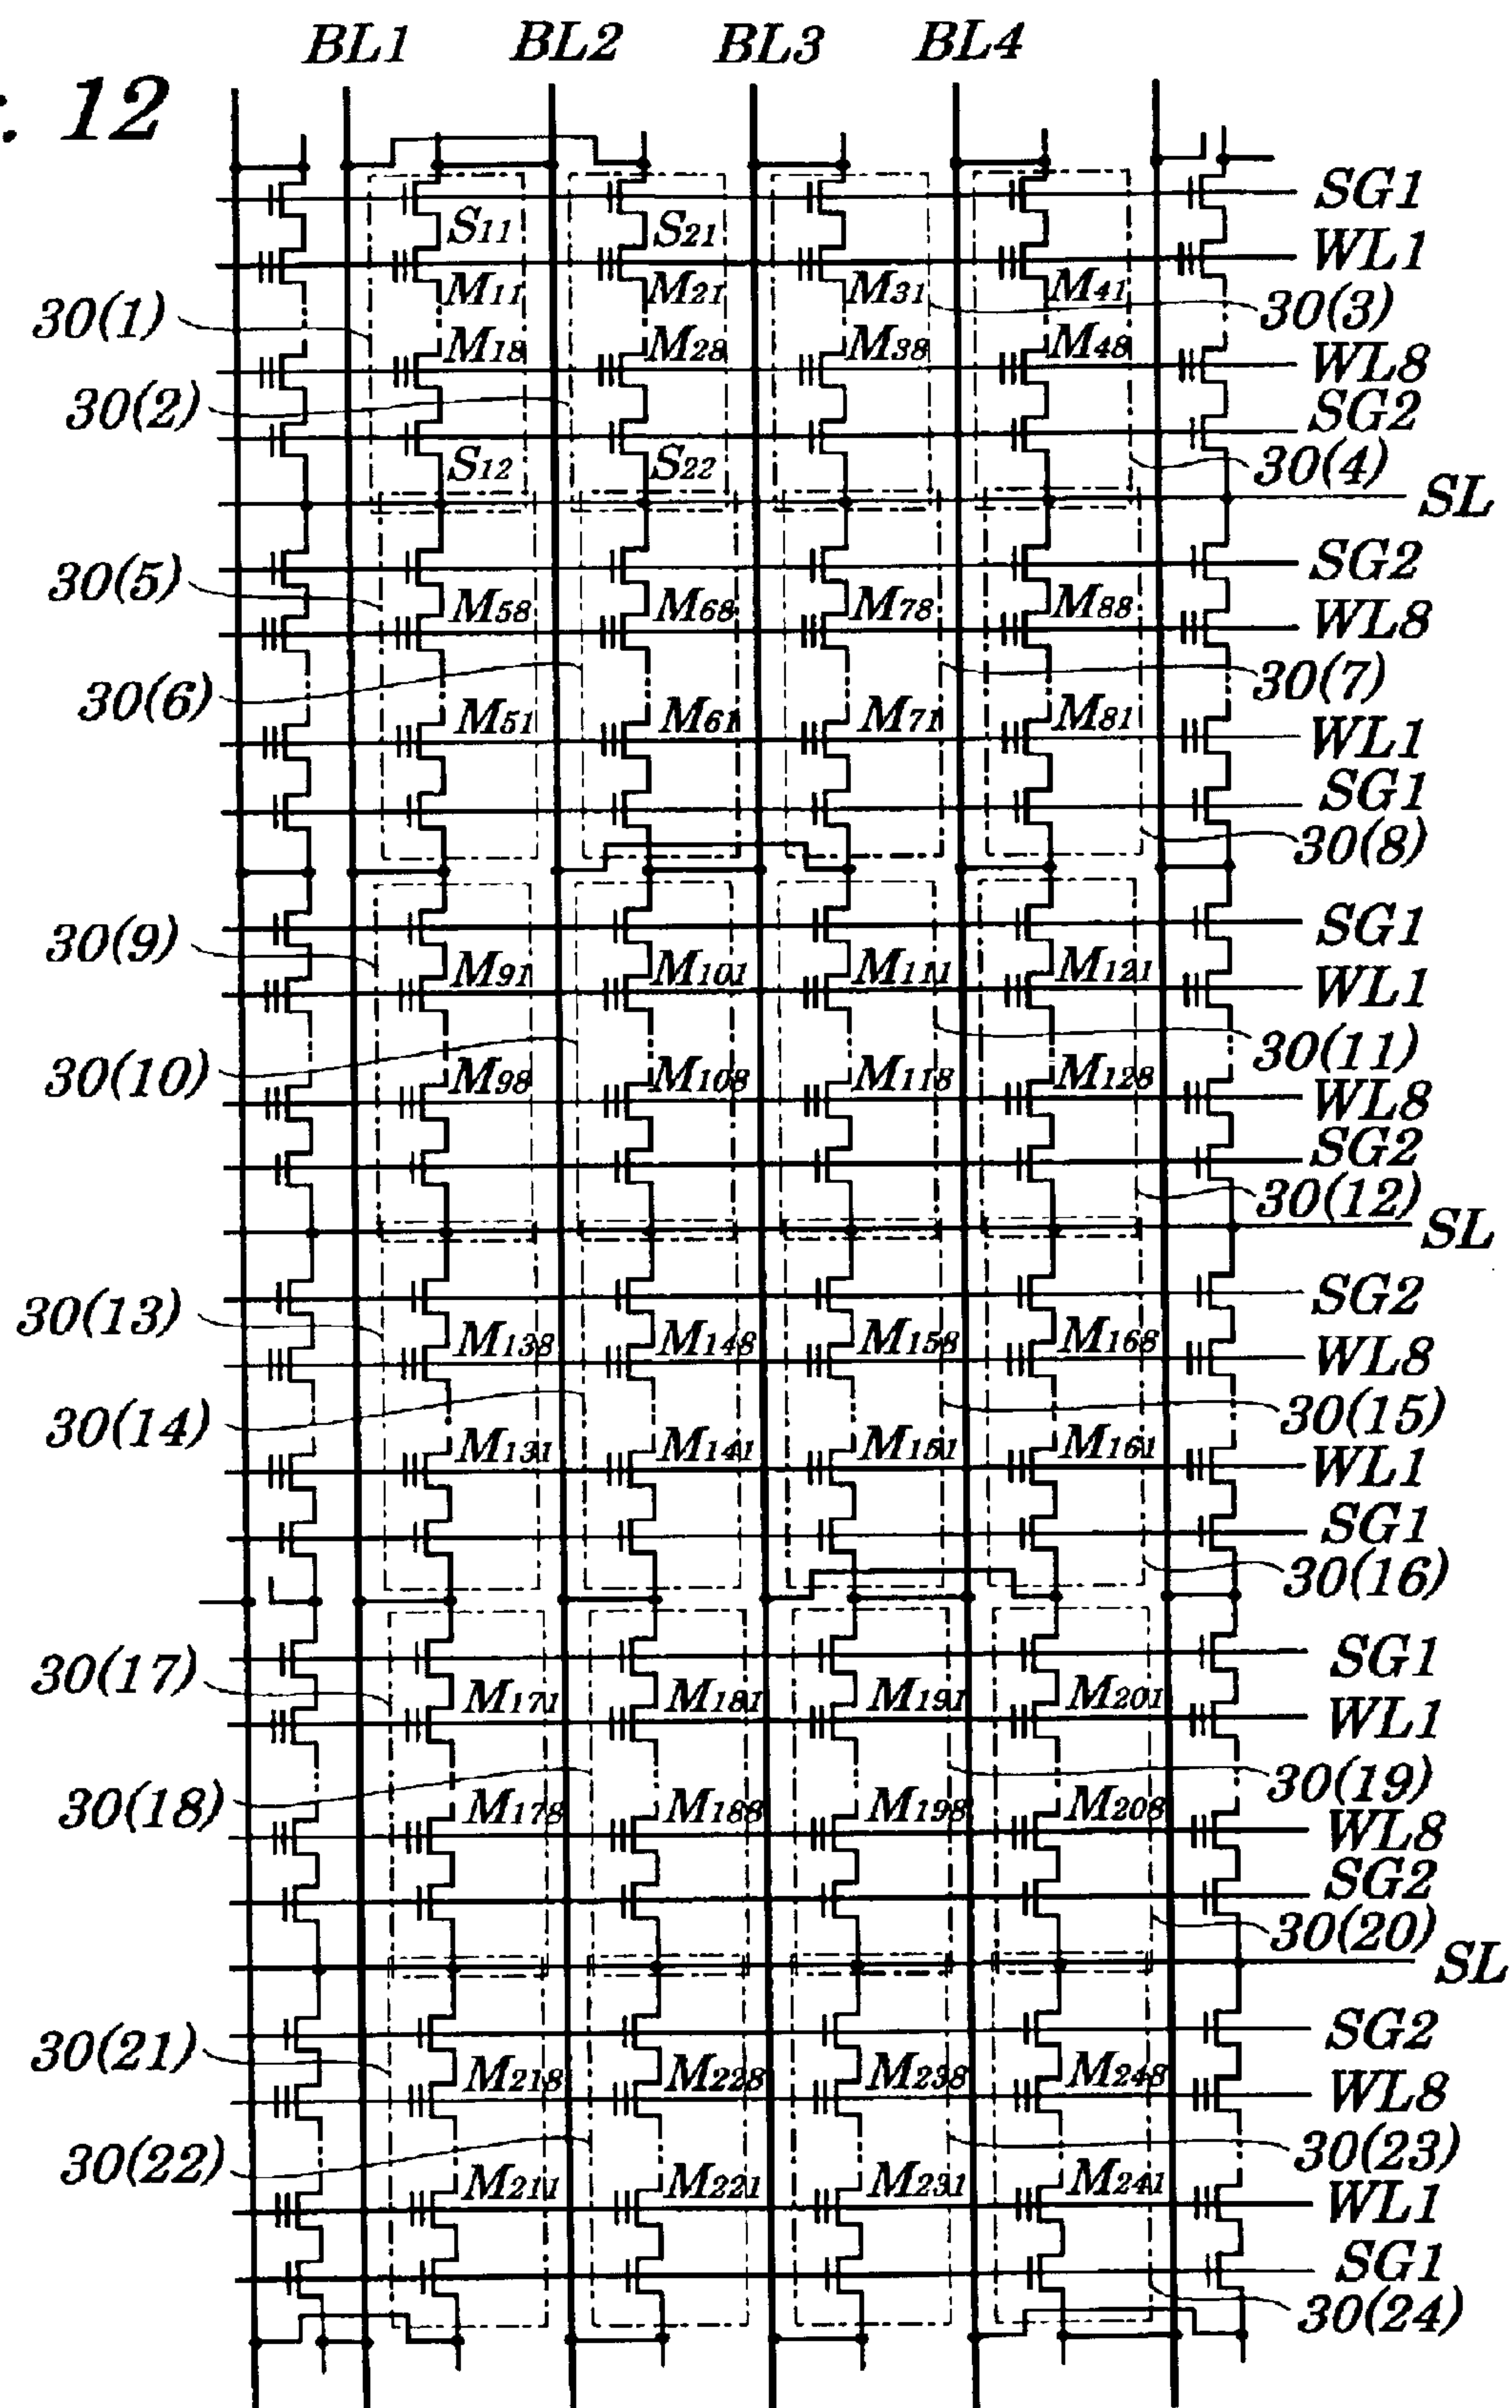 BL1 BL2 BL3 BL4
. 12
SG1
S11 S21
WL1
M11 M21 M31 M41
30(1) 30(3)
M18 M28 M38 M48
WL8
30(2) SG2
S12 S22 30(4)
SL
30(5) SG2
M58 M68 M78 M88
WL8
30(6) 30(7)
M51 M61 M71 M81
WL1
SG1
30(8)
30(9) SG1
M91 M101 M111 M121
WL1
30(10) 30(11)
M98 M108 M118 M128
WL8
SG2
30(12)
SL
30(13) SG2
M138 M148 M158 M168
WL8
30(14) 30(15)
M131 M141 M151 M161
WL1
SG1
30(16)
30(17) SG1
M171 M181 M191 M201
WL1
30(18) 30(19)
M178 M188 M198 M208
WL8
SG2
30(20)
SL
30(21) SG2
M218 M228 M238 M248
WL8
30(22) 30(23)
M211 M221 M231 M241
WL1
SG1
30(24)